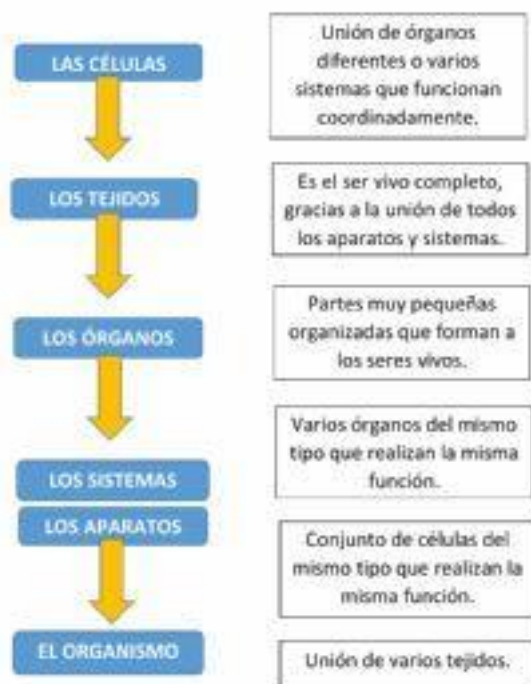 LAS CÉLULAS
LOS TEJIDOS
LOS ÓRGANOS
LOS SISTEMAS
LOS APARATOS
EL ORGANISMO
Unión de órganos
diferentes o varios
sistemas que funcionan
coordinadamente.
Es el ser vivo completo,
gracias a la unión de todos
los aparatos y sistemas.
Partes muy pequeñas
organizadas que forman a
los seres vivos.
Varios órganos del mismo
tipo que realizan la misma
función.
Conjunto de células del
mismo tipo que realizan la
misma función.
Unión de varios tejidos.